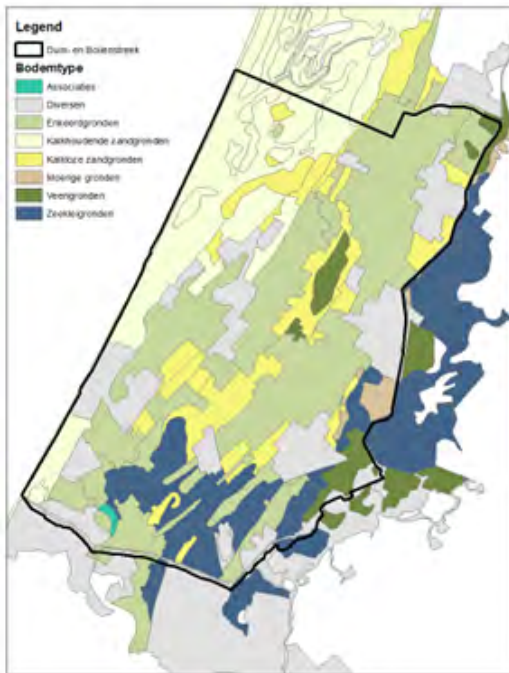 Legend
Duin- en Bollenstreek
Bodemtype
Associaties
Diversen
Enkeerdgronden
Kalkhoudende zandgronden
Kalkloze zandgronden
Moerige gronden
Veengronden
Zeekleigronden